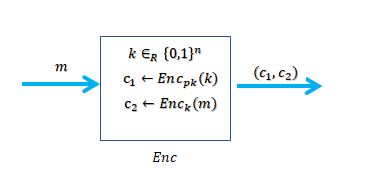 m
k ∈R {0,1}ⁿ
c₁ ← Encₚₖ(k)
c₂ ← Encₖ(m)
(c₁, c₂)
Enc